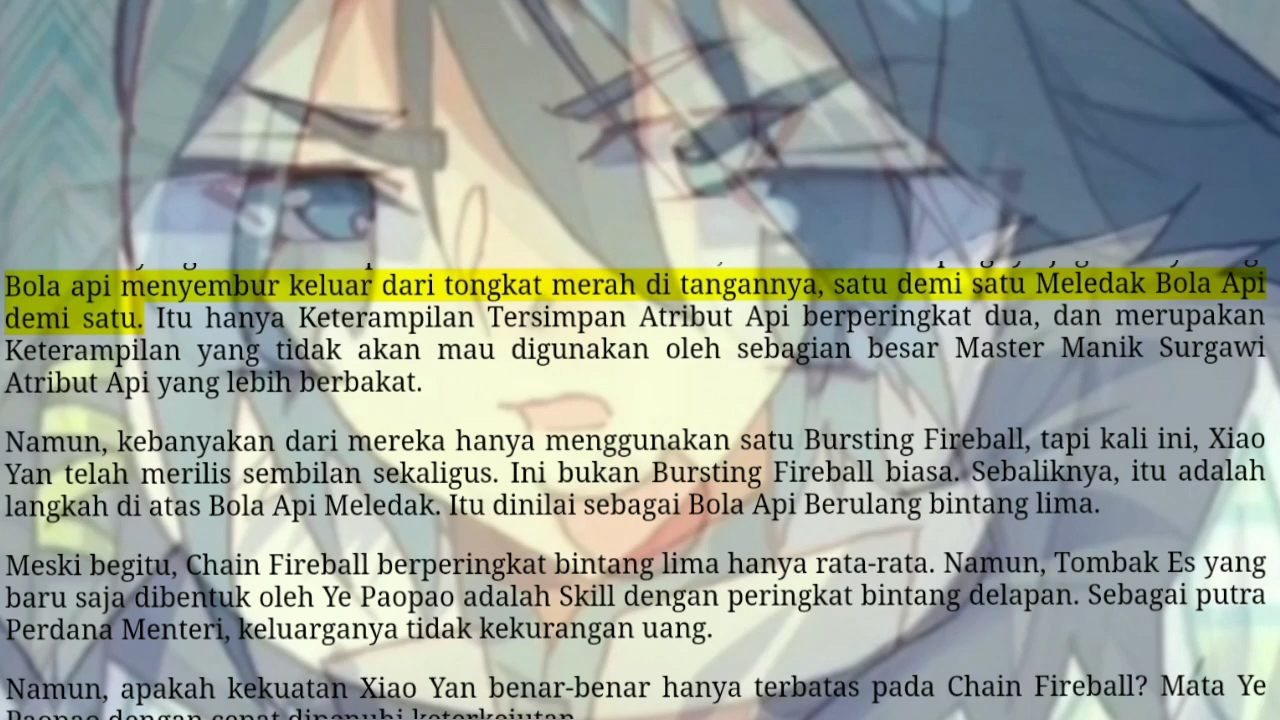 Bola api menyembur keluar dari tongkat merah di tangannya, satu demi satu Meledak Bola Api
demi satu. Itu hanya Keterampilan Tersimpan Atribut Api berperingkat dua, dan merupakan
Keterampilan yang tidak akan mau digunakan oleh sebagian besar Master Manik Surgawi
Atribut Api yang lebih berbakat.
Namun, kebanyakan dari mereka hanya menggunakan satu Bursting Fireball, tapi kali ini, Xiao
Yan telah merilis sembilan sekaligus. Ini bukan Bursting Fireball biasa. Sebaliknya, itu adalah
langkah di atas Bola Api Meledak. Itu dinilai sebagai Bola Api Berulang bintang lima.
Meski begitu, Chain Fireball berperingkat bintang lima hanya rata-rata. Namun, Tombak Es yang
baru saja dibentuk oleh Ye Paopao adalah Skill dengan peringkat bintang delapan. Sebagai putra
Perdana Menteri, keluarganya tidak kekurangan uang.
Namun, apakah kekuatan Xiao Yan benar-benar hanya terbatas pada Chain Fireball? Mata Ye
Paopao dengan cepat dipenuhi keterkejutan.